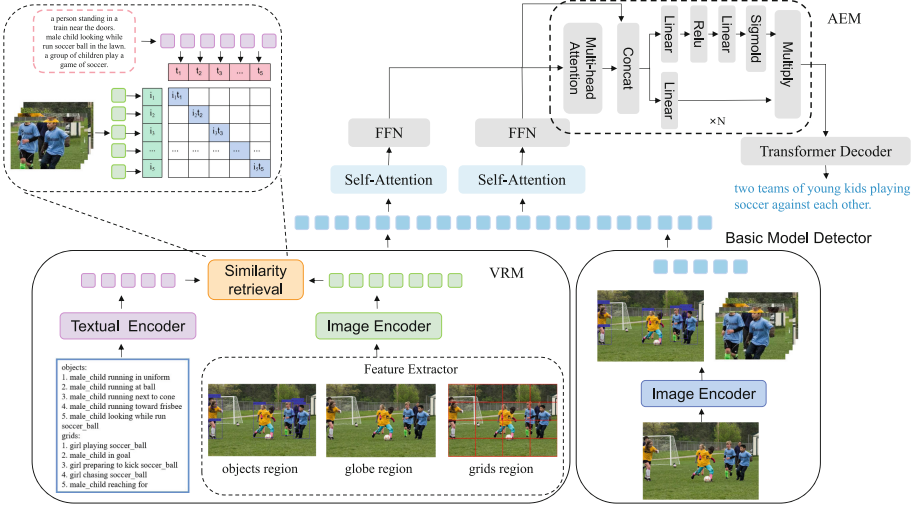 a person standing in a
train near the doors.
male child looking while
run soccer ball in the lawn.
a group of children play a
game of soccer.
t1 t2 t3 ... t5
i1 i1t1
i2 i2t2
i3 i3t3
... ...
i5 i5t5
AEM
Multi-head
Attention
Concat
Linear
Relu
Linear
Sigmold
Linear
Multiply
×N
FFN
FFN
Self-Attention
Self-Attention
Transformer Decoder
two teams of young kids playing
soccer against each other.
Basic Model Detector
VRM
Similarity
retrieval
Textual Encoder
Image Encoder
objects:
1. male_child running in uniform
2. male_child running at ball
3. male_child running next to cone
4. male_child running toward frisbee
5. male_child looking while run
soccer_ball
grids:
1. girl playing soccer_ball
2. male_child in goal
3. girl preparing to kick soccer_ball
4. girl chasing soccer_ball
5. male_child reaching for
Feature Extractor
objects region
globe region
grids region
Image Encoder